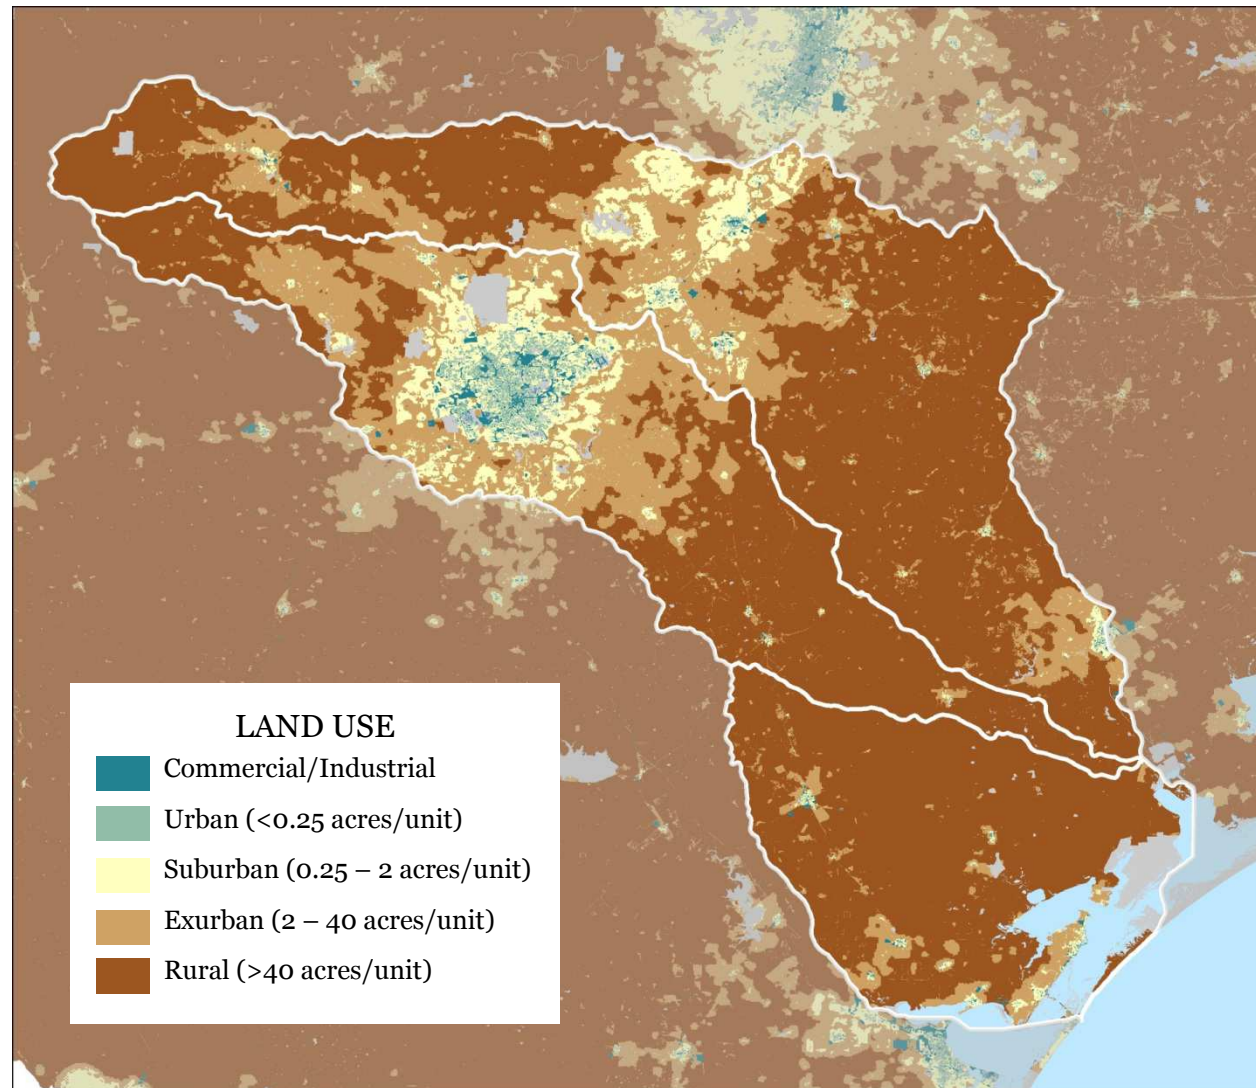 LAND USE
Commercial/Industrial
Urban (<0.25 acres/unit)
Suburban (0.25 – 2 acres/unit)
Exurban (2 – 40 acres/unit)
Rural (>40 acres/unit)